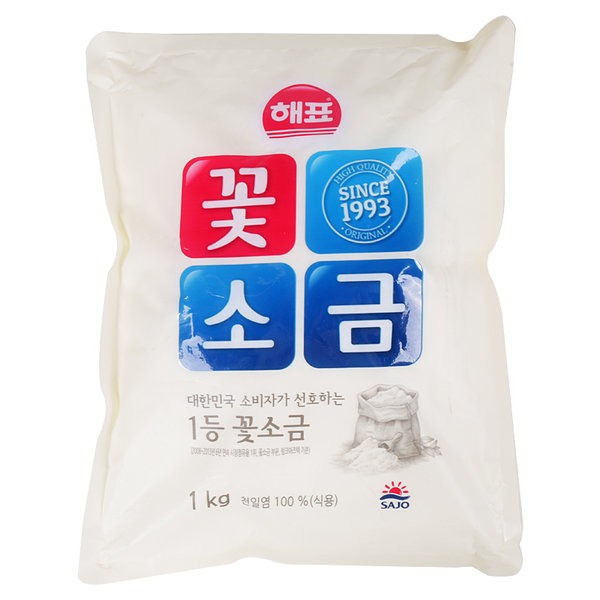 해표
꽃
HIGH QUALITY
SINCE
1993
ORIGINAL
소 금
대한민국 소비자가 선호하는
1등 꽃소금
1 kg 천일염 100 % (식용)
SAJO